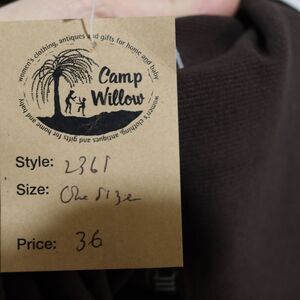 women's clothing, antiques and gifts for home and baby
Camp
Willow
women's clothing, antiques and gifts for home and baby
Style: 2361
Size: One Size
Price: 36